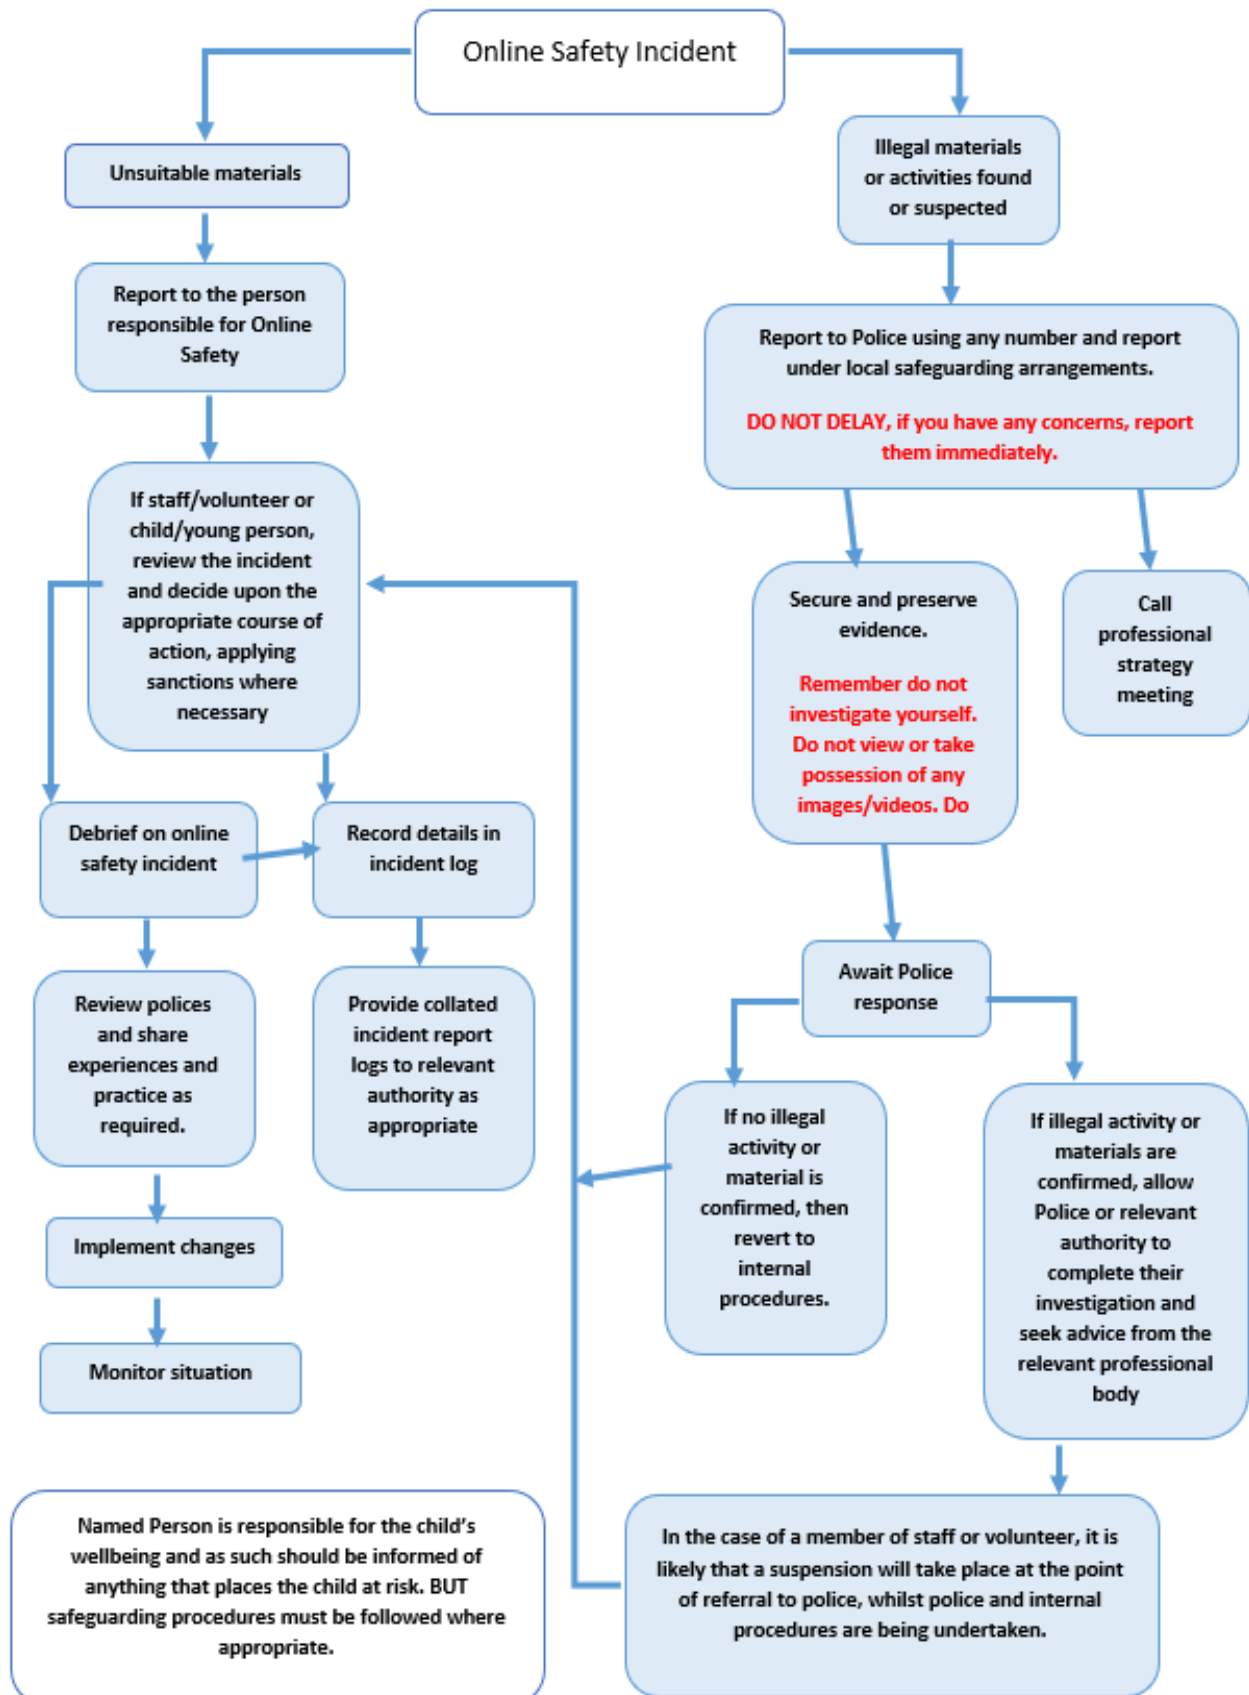 Online Safety Incident
Unsuitable materials
Report to the person
responsible for Online
Safety
If staff/volunteer or
child/young person,
review the incident
and decide upon the
appropriate course of
action, applying
sanctions where
necessary
Debrief on online
safety incident
Record details in
incident log
Review polices
and share
experiences and
practice as
required.
Provide collated
incident report
logs to relevant
authority as
appropriate
Implement changes
Monitor situation
Illegal materials
or activities found
or suspected
Report to Police using any number and report
under local safeguarding arrangements.
DO NOT DELAY, if you have any concerns, report
them immediately.
Secure and preserve
evidence.
Remember do not
investigate yourself.
Do not view or take
possession of any
images/videos. Do
Call
professional
strategy
meeting
Await Police
response
If no illegal
activity or
material is
confirmed, then
revert to
internal
procedures.
If illegal activity or
materials are
confirmed, allow
Police or relevant
authority to
complete their
investigation and
seek advice from the
relevant professional
body
In the case of a member of staff or volunteer, it is
likely that a suspension will take place at the point
of referral to police, whilst police and internal
procedures are being undertaken.
Named Person is responsible for the child’s
wellbeing and as such should be informed of
anything that places the child at risk. BUT
safeguarding procedures must be followed where
appropriate.